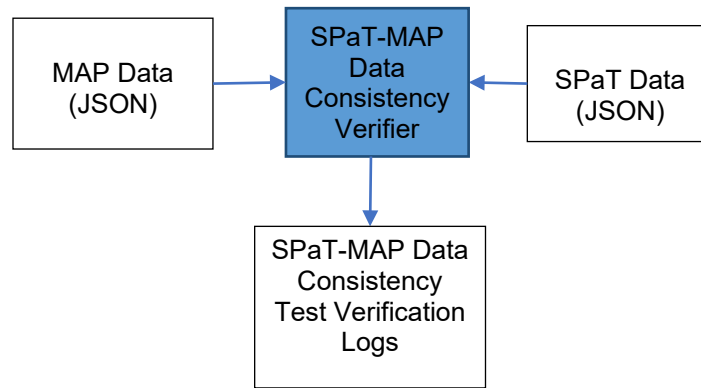 MAP Data
(JSON)
SPaT-MAP
Data
Consistency
Verifier
SPaT Data
(JSON)
SPaT-MAP Data
Consistency
Test Verification
Logs